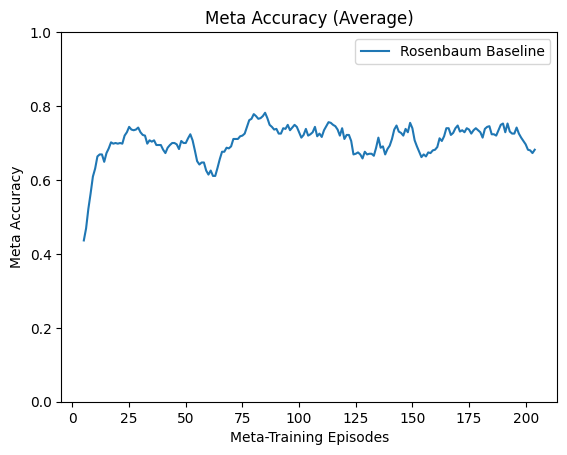 Meta Accuracy (Average)
Rosenbaum Baseline
Meta Accuracy
1.0
0.8
0.6
0.4
0.2
0.0
0 25 50 75 100 125 150 175 200
Meta-Training Episodes